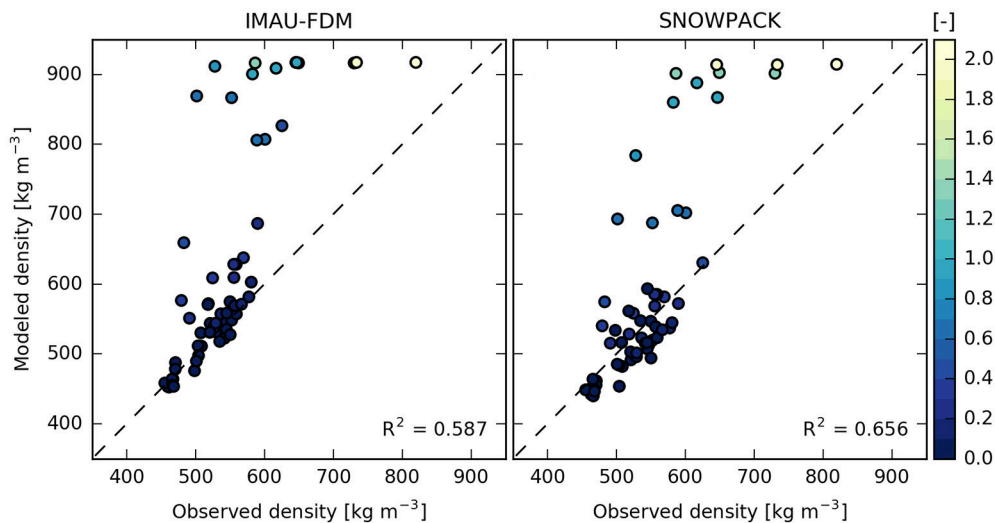 IMAU-FDM
SNOWPACK
[-]
Modeled density [kg m⁻³]
900
800
700
600
500
400
R² = 0.587
R² = 0.656
2.0
1.8
1.6
1.4
1.2
1.0
0.8
0.6
0.4
0.2
0.0
400 500 600 700 800 900
400 500 600 700 800 900
Observed density [kg m⁻³]
Observed density [kg m⁻³]